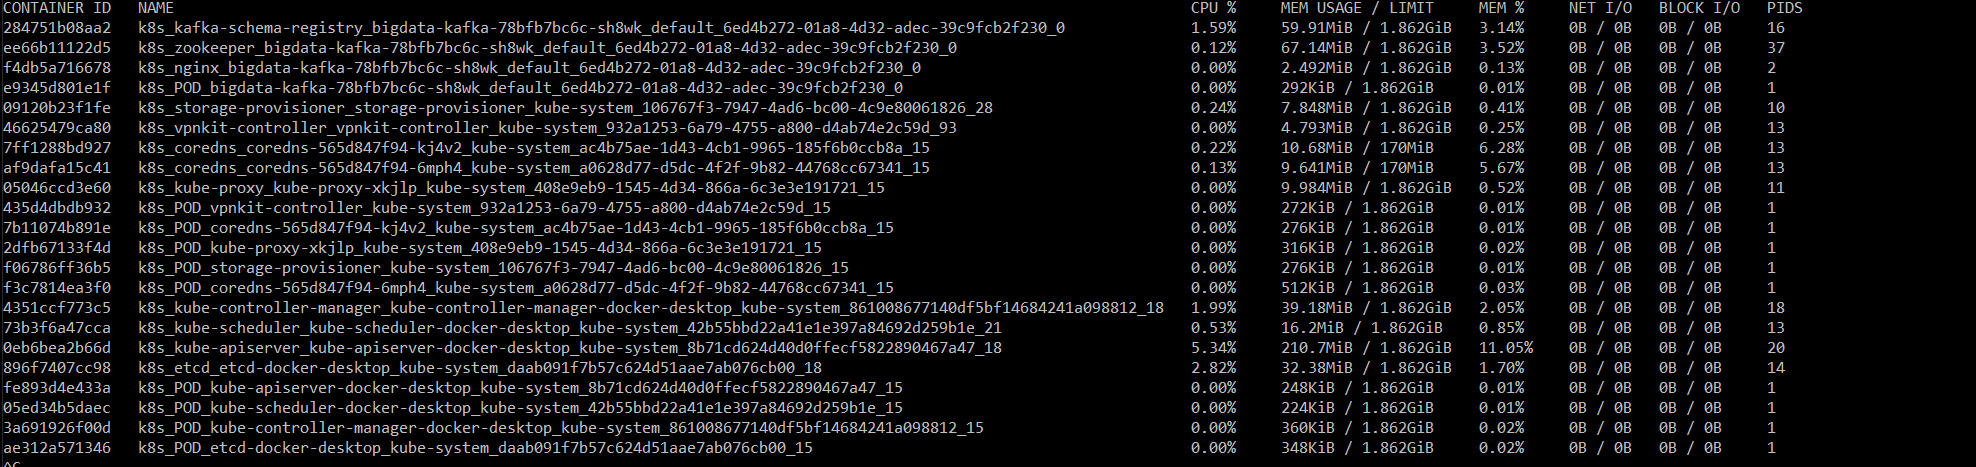 CONTAINER ID NAME CPU % MEM USAGE / LIMIT MEM % NET I/O BLOCK I/O PIDS
284751b08aa2 k8s_kafka-schema-registry_bigdata-kafka-78bfb7bc6c-sh8wk_default_6ed4b272-01a8-4d32-adec-39c9fcb2f230_0 1.59% 59.91MiB / 1.862GiB 3.14% 0B / 0B 0B / 0B 16
ee66b11122d5 k8s_zookeeper_bigdata-kafka-78bfb7bc6c-sh8wk_default_6ed4b272-01a8-4d32-adec-39c9fcb2f230_0 0.12% 67.14MiB / 1.862GiB 3.52% 0B / 0B 0B / 0B 37
f4db5a716678 k8s_nginx_bigdata-kafka-78bfb7bc6c-sh8wk_default_6ed4b272-01a8-4d32-adec-39c9fcb2f230_0 0.00% 2.492MiB / 1.862GiB 0.13% 0B / 0B 0B / 0B 2
e9345d801e1f k8s_POD_bigdata-kafka-78bfb7bc6c-sh8wk_default_6ed4b272-01a8-4d32-adec-39c9fcb2f230_0 0.00% 292KiB / 1.862GiB 0.01% 0B / 0B 0B / 0B 1
09120b23f1fe k8s_storage-provisioner_storage-provisioner_kube-system_106767f3-7947-4ad6-bc00-4c9e80061826_28 0.24% 7.848MiB / 1.862GiB 0.41% 0B / 0B 0B / 0B 10
46625479ca80 k8s_vpnkit-controller_vpnkit-controller_kube-system_932a1253-6a79-4755-a800-d4ab74e2c59d_93 0.00% 4.793MiB / 1.862GiB 0.25% 0B / 0B 0B / 0B 13
7ff1288bd927 k8s_coredns_coredns-565d847f94-kj4v2_kube-system_ac4b75ae-1d43-4cb1-9965-185f6b0ccb8a_15 0.22% 10.68MiB / 170MiB 6.28% 0B / 0B 0B / 0B 13
af9dafa15c41 k8s_coredns_coredns-565d847f94-6mph4_kube-system_a0628d77-d5dc-4f2f-9b82-44768cc67341_15 0.13% 9.641MiB / 170MiB 5.67% 0B / 0B 0B / 0B 13
05046ccd3e60 k8s_kube-proxy_kube-proxy-xkjlp_kube-system_408e9eb9-1545-4d34-866a-6c3e3e191721_15 0.00% 9.984MiB / 1.862GiB 0.52% 0B / 0B 0B / 0B 11
435d4dbdb932 k8s_POD_vpnkit-controller_kube-system_932a1253-6a79-4755-a800-d4ab74e2c59d_15 0.00% 272KiB / 1.862GiB 0.01% 0B / 0B 0B / 0B 1
7b11074b891e k8s_POD_coredns-565d847f94-kj4v2_kube-system_ac4b75ae-1d43-4cb1-9965-185f6b0ccb8a_15 0.00% 276KiB / 1.862GiB 0.01% 0B / 0B 0B / 0B 1
2dfb67133f4d k8s_POD_kube-proxy-xkjlp_kube-system_408e9eb9-1545-4d34-866a-6c3e3e191721_15 0.00% 316KiB / 1.862GiB 0.02% 0B / 0B 0B / 0B 1
f06786ff36b5 k8s_POD_storage-provisioner_kube-system_106767f3-7947-4ad6-bc00-4c9e80061826_15 0.00% 276KiB / 1.862GiB 0.01% 0B / 0B 0B / 0B 1
f3c7814ea3f0 k8s_POD_coredns-565d847f94-6mph4_kube-system_a0628d77-d5dc-4f2f-9b82-44768cc67341_15 0.00% 512KiB / 1.862GiB 0.03% 0B / 0B 0B / 0B 1
4351ccf773c5 k8s_kube-controller-manager_kube-controller-manager-docker-desktop_kube-system_861008677140df5bf14684241a098812_18 1.99% 39.18MiB / 1.862GiB 2.05% 0B / 0B 0B / 0B 18
73b3f6a47cca k8s_kube-scheduler_kube-scheduler-docker-desktop_kube-system_42b55bbd22a41e1e397a84692d259b1e_21 0.53% 16.2MiB / 1.862GiB 0.85% 0B / 0B 0B / 0B 13
0eb6bea2b66d k8s_kube-apiserver_kube-apiserver-docker-desktop_kube-system_8b71cd624d40d0ffecf5822890467a47_18 5.34% 210.7MiB / 1.862GiB 11.05% 0B / 0B 0B / 0B 20
896f7407cc98 k8s_etcd_etcd-docker-desktop_kube-system_daab091f7b57c624d51aae7ab076cb00_18 2.82% 32.38MiB / 1.862GiB 1.70% 0B / 0B 0B / 0B 14
fe893d4e433a k8s_POD_kube-apiserver-docker-desktop_kube-system_8b71cd624d40d0ffecf5822890467a47_15 0.00% 248KiB / 1.862GiB 0.01% 0B / 0B 0B / 0B 1
05ed34b5daec k8s_POD_kube-scheduler-docker-desktop_kube-system_42b55bbd22a41e1e397a84692d259b1e_15 0.00% 224KiB / 1.862GiB 0.01% 0B / 0B 0B / 0B 1
3a691926f00d k8s_POD_kube-controller-manager-docker-desktop_kube-system_861008677140df5bf14684241a098812_15 0.00% 360KiB / 1.862GiB 0.02% 0B / 0B 0B / 0B 1
ae312a571346 k8s_POD_etcd-docker-desktop_kube-system_daab091f7b57c624d51aae7ab076cb00_15 0.00% 348KiB / 1.862GiB 0.02% 0B / 0B 0B / 0B 1